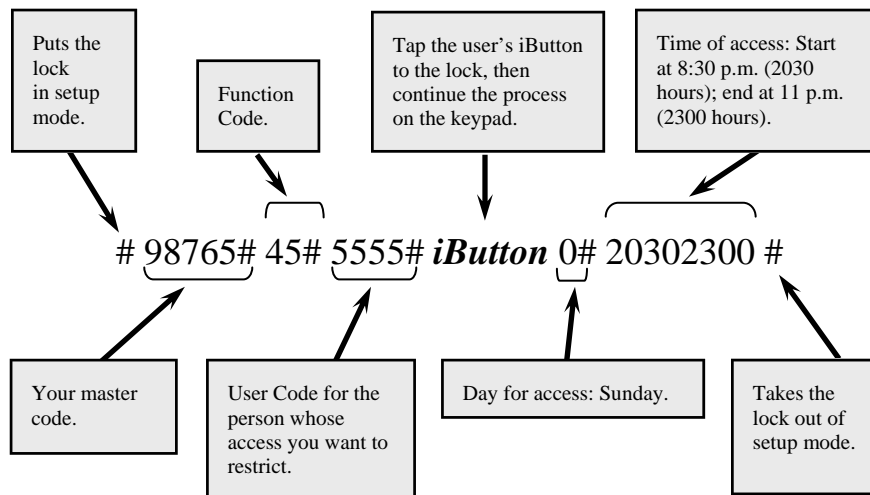 Puts the
lock
in setup
mode.
Function
Code.
Tap the user's iButton
to the lock, then
continue the process
on the keypad.
Time of access: Start
at 8:30 p.m. (2030
hours); end at 11 p.m.
(2300 hours).
# 98765# 45# 5555# iButton 0# 20302300 #
Your master
code.
User Code for the
person whose
access you want to
restrict.
Day for access: Sunday.
Takes the
lock out of
setup mode.